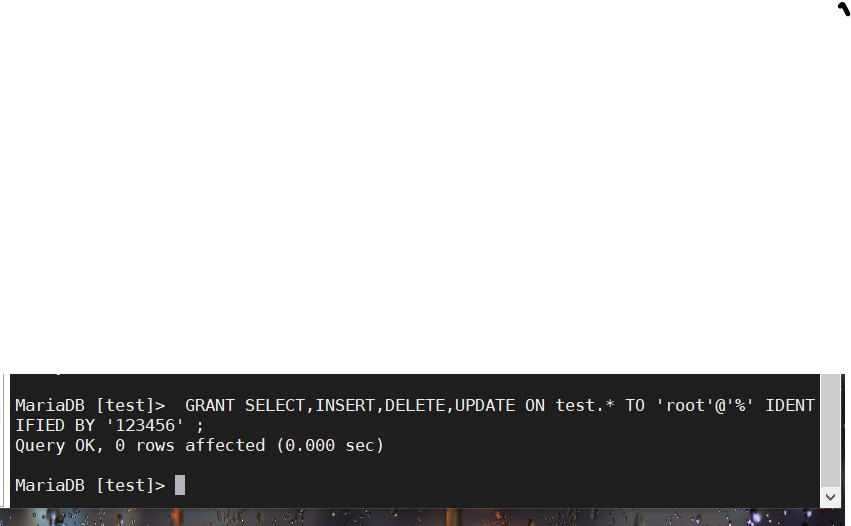 MariaDB [test]>  GRANT SELECT,INSERT,DELETE,UPDATE ON test.* TO 'root'@'%' IDENT
IFIED BY '123456' ;
Query OK, 0 rows affected (0.000 sec)
MariaDB [test]>